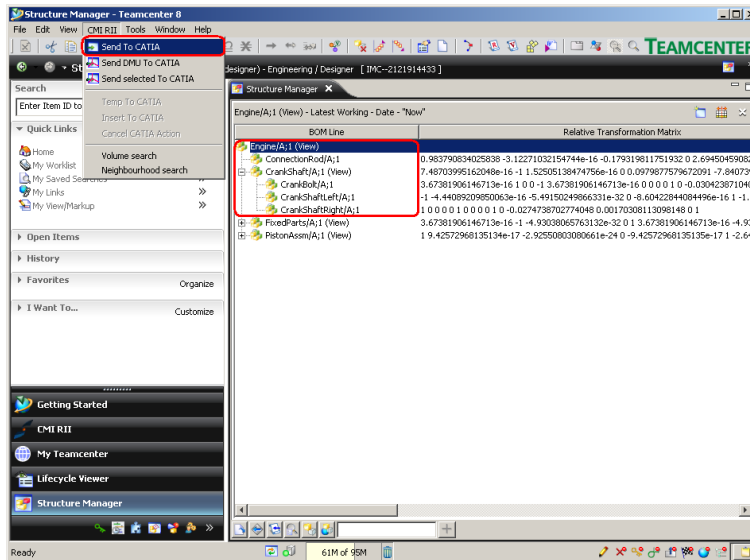 Structure Manager - Teamcenter 8
File Edit View CMI RII Tools Window Help
Send To CATIA
TEAMCENTER
Send DMU To CATIA
designer) - Engineering / Designer [ IMC--2121914433 ]
Send selected To CATIA
Search
Structure Manager
Temp To CATIA
Enter Item ID to
Insert To CATIA
Engine/A;1 (View) - Latest Working - Date - "Now"
Cancel CATIA Action
Quick Links
BOM Line Relative Transformation Matrix
Volume search
Engine/A;1 (View)
Home
Neighbourhood search
ConnectionRod/A;1 0.983790834025838 -3.12271032154744e-16 -0.179319811751932 0 2.69450459082
My Worklist
CrankShaft/A;1 (View) 7.48703995162048e-16 -1 1.52505138474756e-16 0 0.0979877579672091 -7.840739
My Saved Searches
CrankBolt/A;1 3.67381906146713e-16 1 0 0 -1 3.67381906146713e-16 0 0 0 0 1 0 -0.0304238710408
My Links
CrankShaftLeft/A;1 -1 -4.44089209850063e-16 -5.49150249866331e-32 0 -8.60422844084496e-16 1 -1.
My View/Markup
CrankShaftRight/A;1 1 0 0 0 0 1 0 0 0 0 1 0 -0.0274738702774048 0.00170308113098148 0 1
FixedParts/A;1 (View) 3.67381906146713e-16 -1 -4.93038065763132e-32 0 1 3.67381906146713e-16 -4.93
Open Items
PistonAssm/A;1 (View) 1 9.42572968135134e-17 -2.92550803080661e-24 0 -9.42572968135135e-17 1 -2.64
History
Favorites
Organize
I Want To...
Customize
Getting Started
CMI RII
My Teamcenter
Lifecycle Viewer
Structure Manager
Ready
61M of 95M